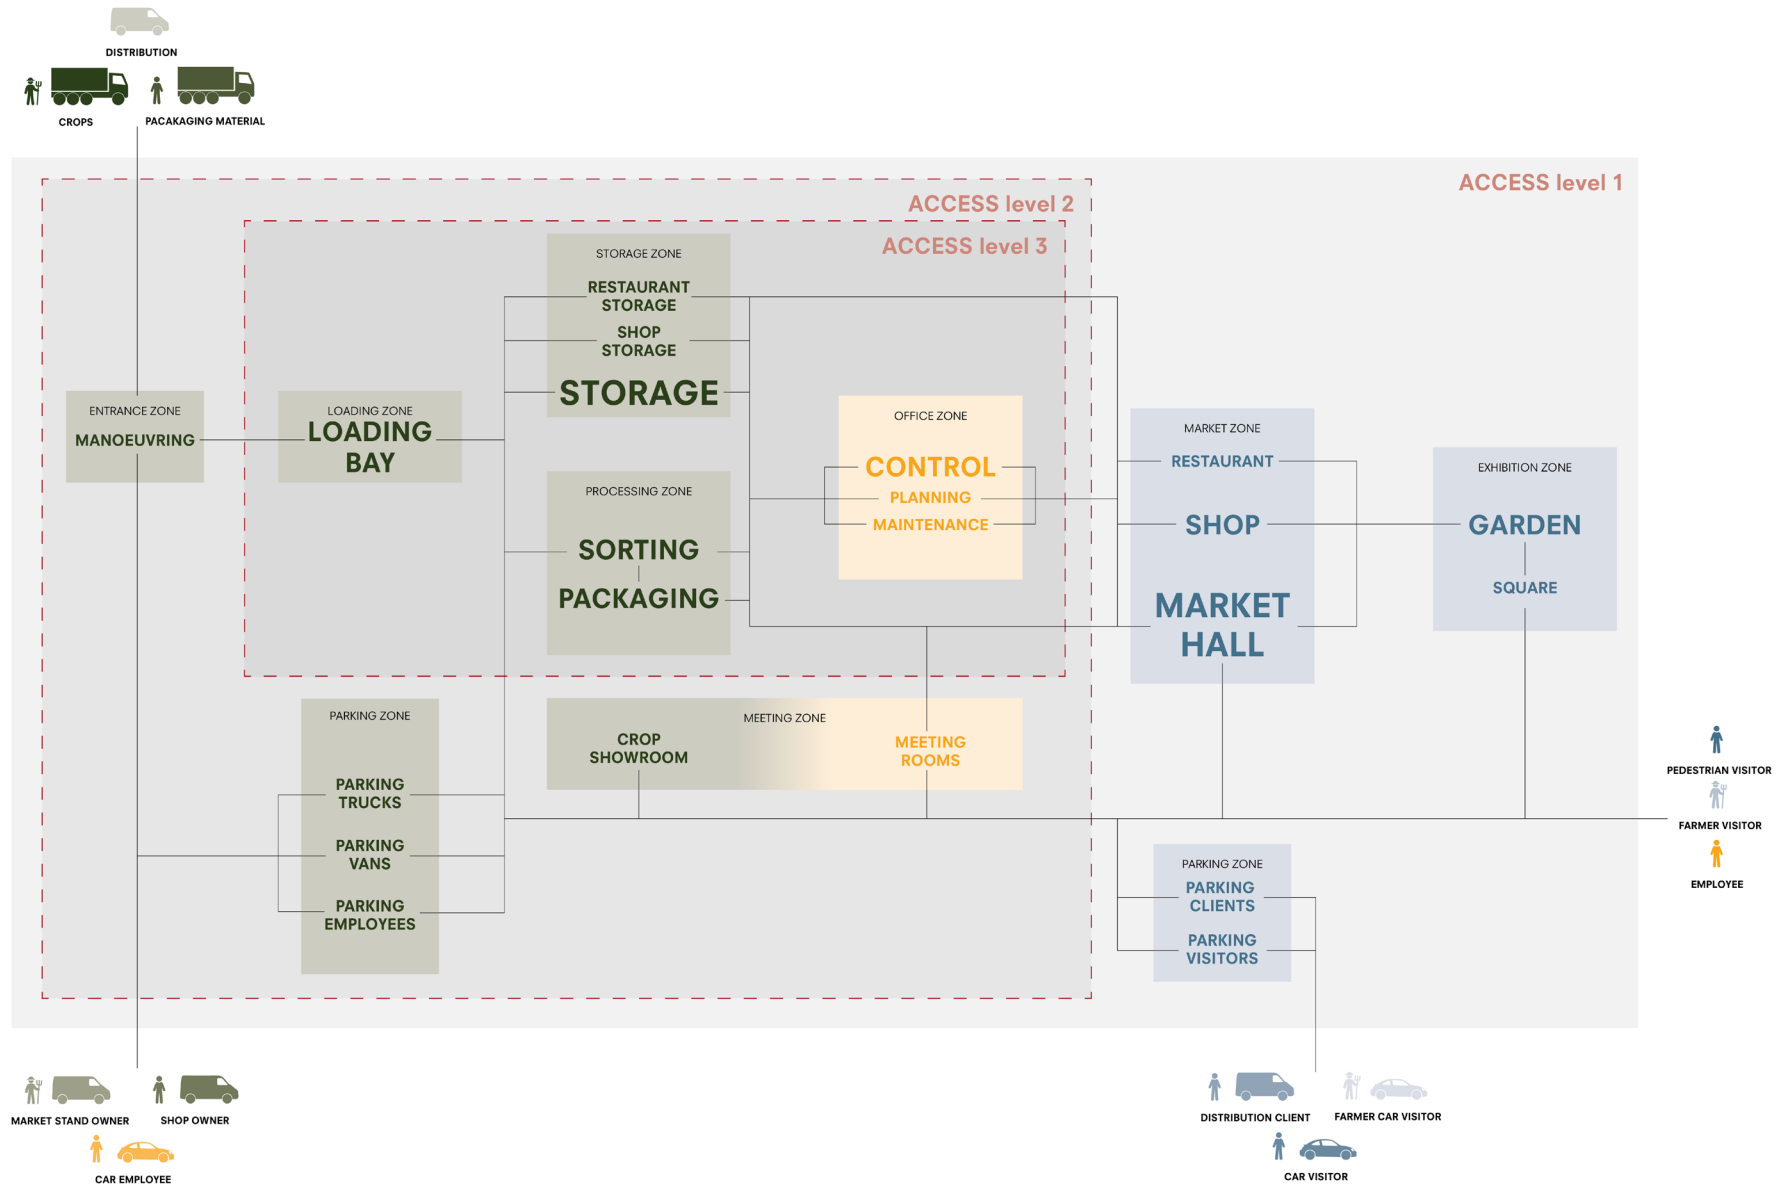 DISTRIBUTION
CROPS
PACAKAGING MATERIAL
ACCESS level 1
ACCESS level 2
ACCESS level 3
STORAGE ZONE
RESTAURANT
STORAGE
SHOP
STORAGE
STORAGE
ENTRANCE ZONE
MANOEUVRING
LOADING ZONE
LOADING
BAY
PROCESSING ZONE
SORTING
PACKAGING
OFFICE ZONE
CONTROL
PLANNING
MAINTENANCE
MARKET ZONE
RESTAURANT
SHOP
MARKET
HALL
EXHIBITION ZONE
GARDEN
SQUARE
PARKING ZONE
PARKING
TRUCKS
PARKING
VANS
PARKING
EMPLOYEES
MEETING ZONE
CROP
SHOWROOM
MEETING
ROOMS
PARKING ZONE
PARKING
CLIENTS
PARKING
VISITORS
PEDESTRIAN VISITOR
FARMER VISITOR
EMPLOYEE
MARKET STAND OWNER
SHOP OWNER
CAR EMPLOYEE
DISTRIBUTION CLIENT
FARMER CAR VISITOR
CAR VISITOR